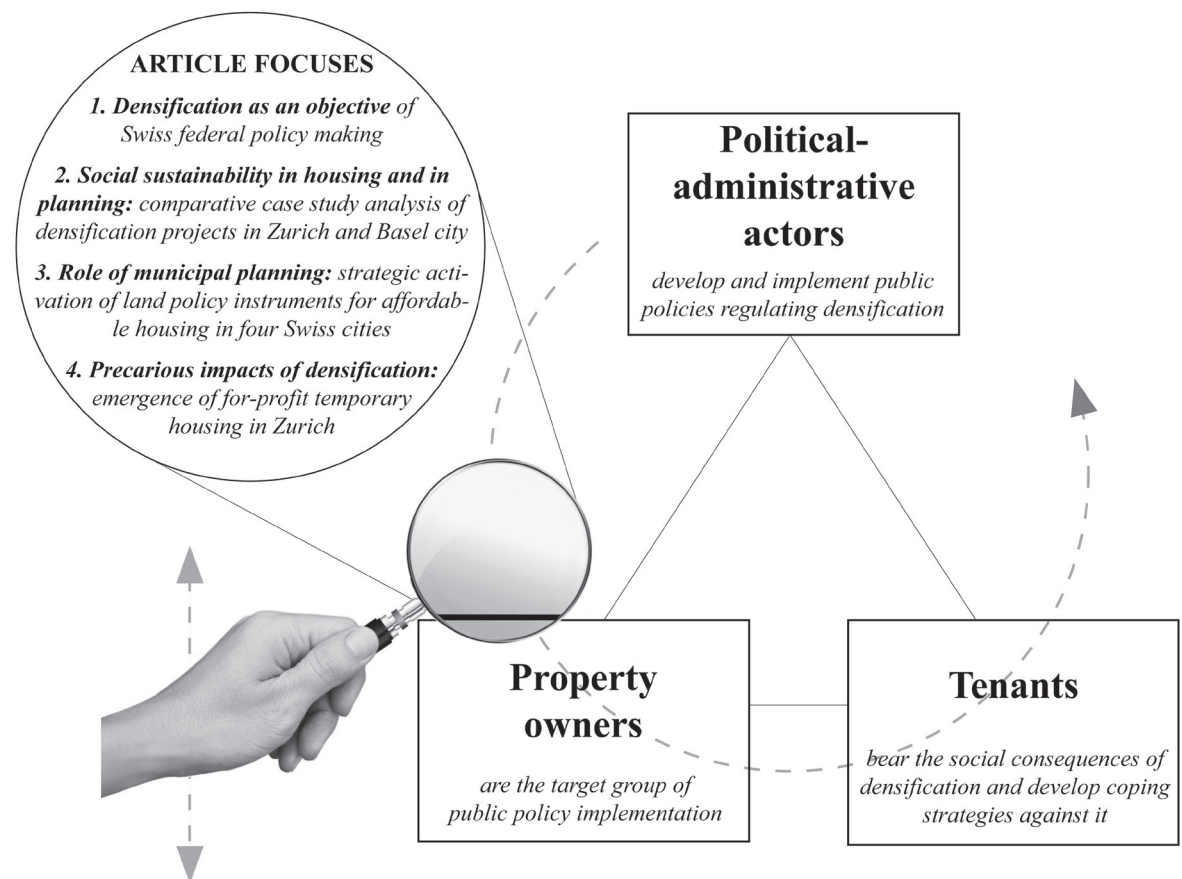 ARTICLE FOCUSES
1. Densification as an objective of
Swiss federal policy making
2. Social sustainability in housing and in
planning: comparative case study analysis of
densification projects in Zurich and Basel city
3. Role of municipal planning: strategic acti-
vation of land policy instruments for affordab-
le housing in four Swiss cities
4. Precarious impacts of densification:
emergence of for-profit temporary
housing in Zurich
Political-
administrative
actors
develop and implement public
policies regulating densification
Property
owners
are the target group of
public policy implementation
Tenants
bear the social consequences of
densification and develop coping
strategies against it